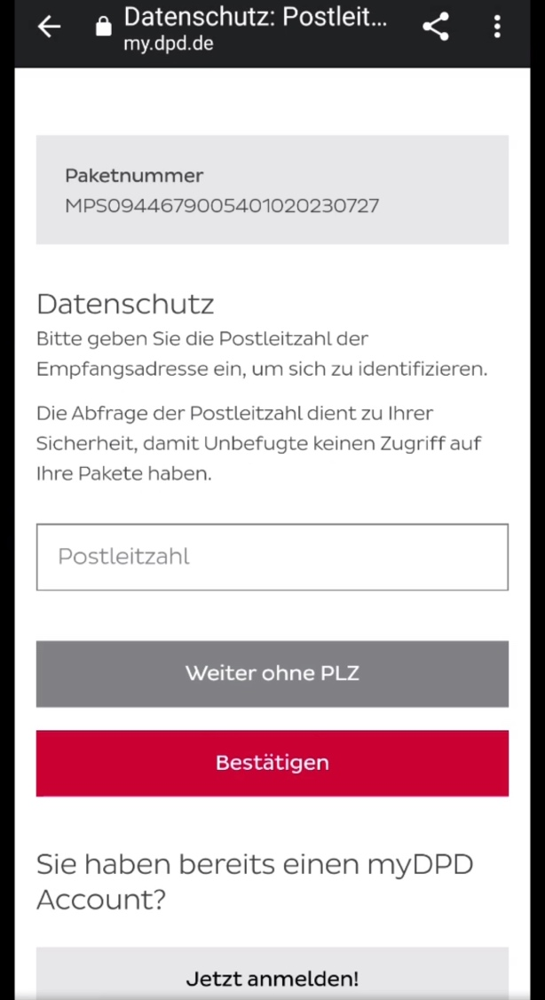 Datenschutz: Postleit...
my.dpd.de
Paketnummer
MPS0944679005401020230727
Datenschutz
Bitte geben Sie die Postleitzahl der
Empfangsadresse ein, um sich zu identifizieren.
Die Abfrage der Postleitzahl dient zu Ihrer
Sicherheit, damit Unbefugte keinen Zugriff auf
Ihre Pakete haben.
Postleitzahl
Weiter ohne PLZ
Bestätigen
Sie haben bereits einen myDPD
Account?
Jetzt anmelden!